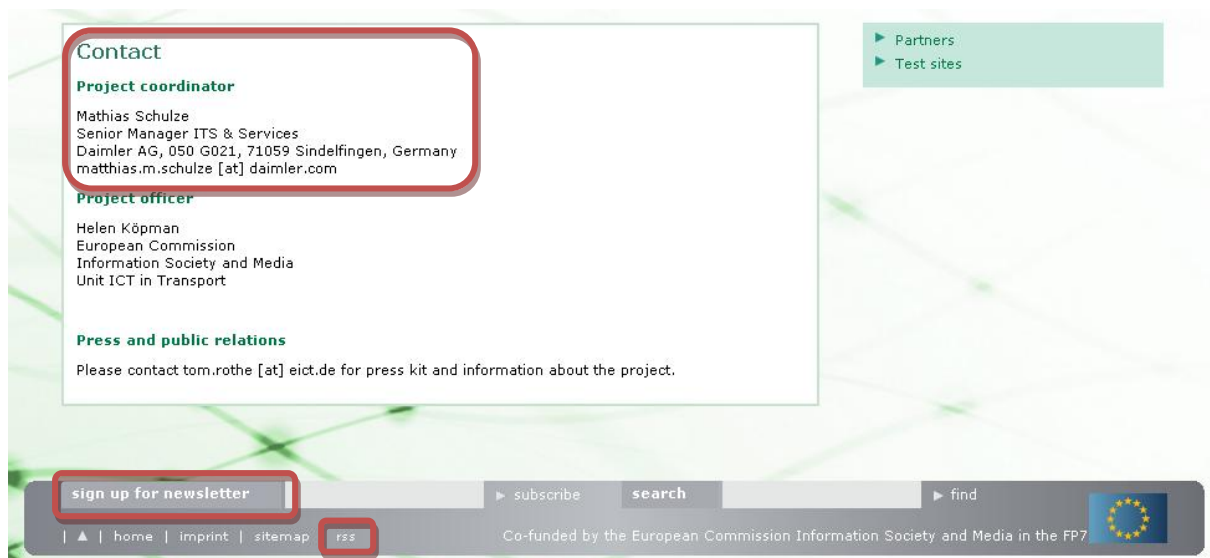 Contact
Project coordinator
Mathias Schulze
Senior Manager ITS & Services
Daimler AG, 050 G021, 71059 Sindelfingen, Germany
matthias.m.schulze [at] daimler.com
Project officer
Helen Köpman
European Commission
Information Society and Media
Unit ICT in Transport
Press and public relations
Please contact tom.rothe [at] eict.de for press kit and information about the project.
Partners
Test sites
sign up for newsletter ▶ subscribe search ▶ find
| ▲ | home | imprint | sitemap | rss Co-funded by the European Commission Information Society and Media in the FP7